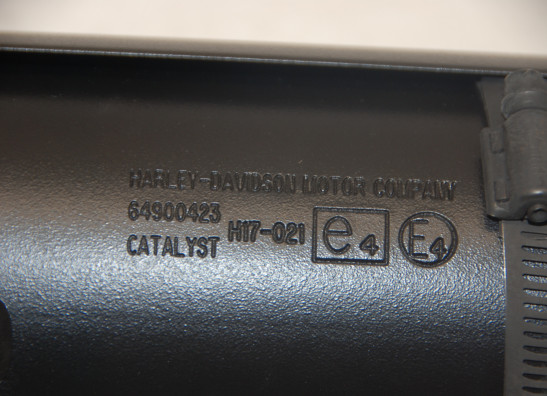 HARLEY-DAVIDSON MOTOR COMPANY
64900423
H17-021 e4 E4
CATALYST